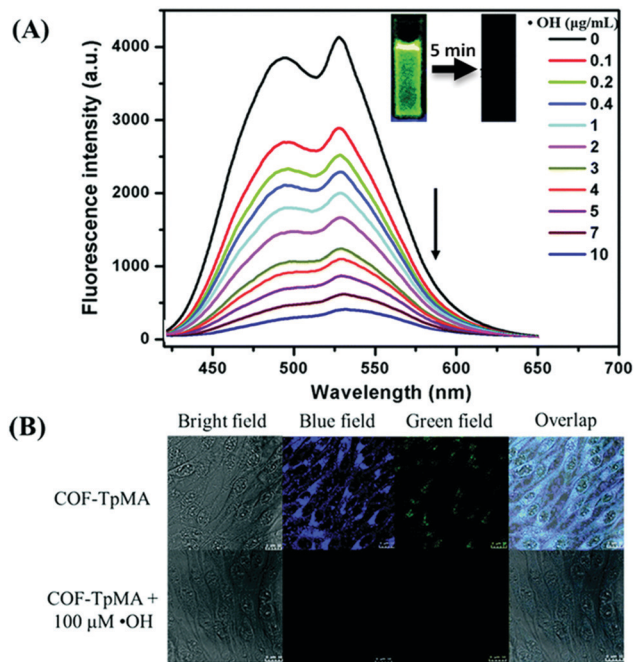 (A)
4000
3000
2000
1000
0
Fluorescence intensity (a.u.)
450 500 550 600 650 700
Wavelength (nm)
5 min
• OH (µg/mL)
0
0.1
0.2
0.4
1
2
3
4
5
7
10
(B)
Bright field Blue field Green field Overlap
COF-TpMA
COF-TpMA +
100 µM •OH